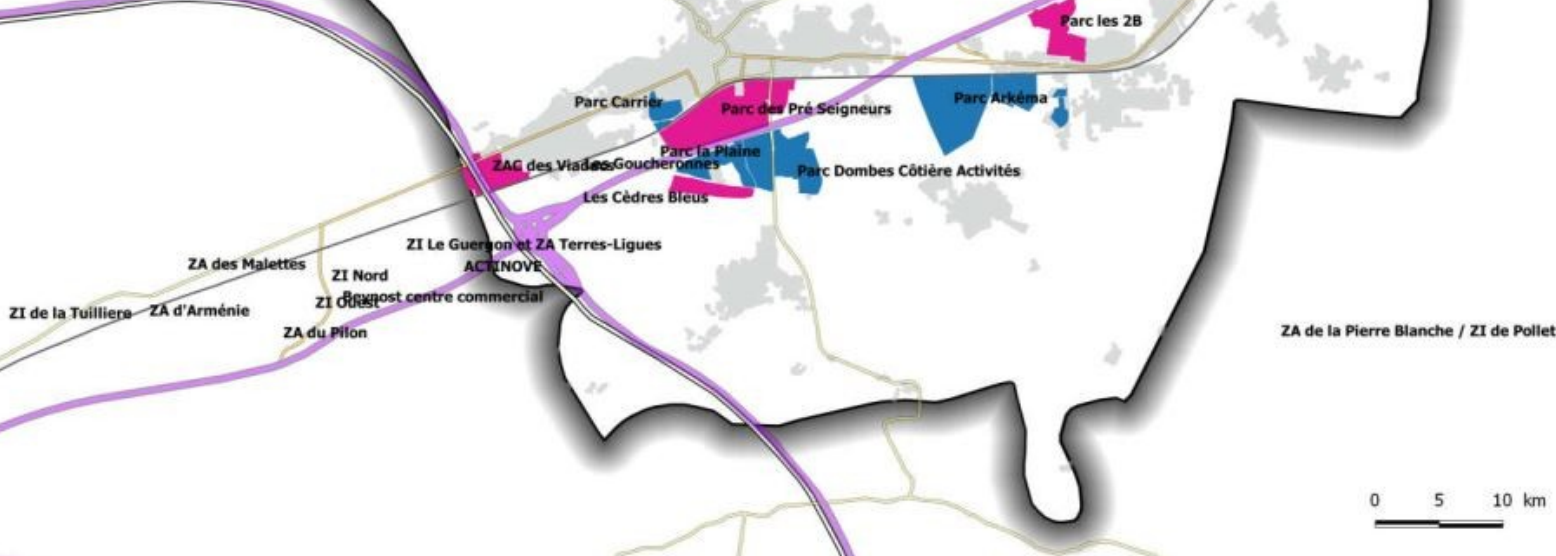 Parc les 2B
Parc Carrier
Parc des Pré Seigneurs
Parc Arkéma
Parc la Plaine
ZAC des Viaducs
Les Goucheronnes
Parc Dombes Côtière Activités
Les Cèdres Bleus
ZI Le Guergon et ZA Terres-Ligues
ZA des Malettes
ACTINOVE
ZI Nord
Beynost centre commercial
ZI Ouest
ZI de la Tuilliere
ZA d'Arménie
ZA du Pilon
ZA de la Pierre Blanche / ZI de Pollet
0 5 10 km